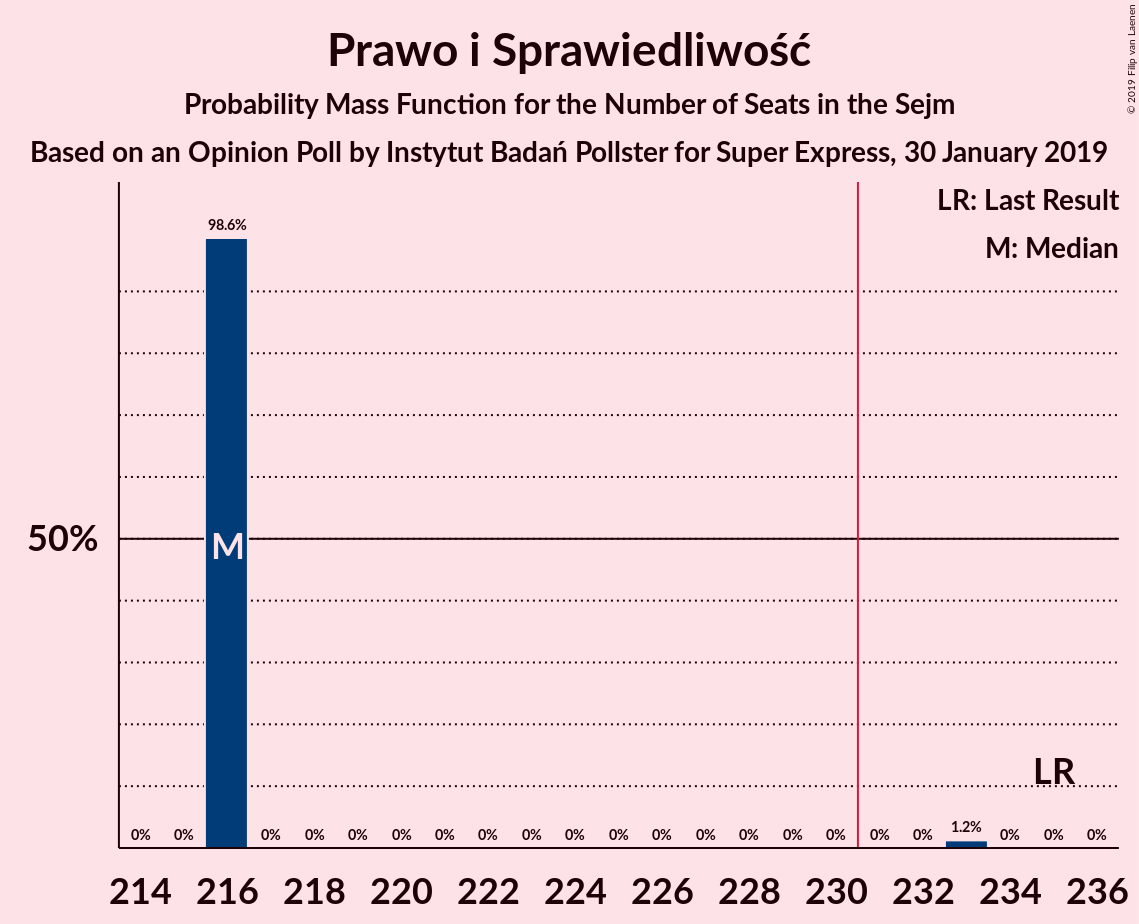 Prawo i Sprawiedliwość
Probability Mass Function for the Number of Seats in the Sejm
Based on an Opinion Poll by Instytut Badań Pollster for Super Express, 30 January 2019
© 2019 Filip van Laenen
LR: Last Result
M: Median
98.6%
50%
M
LR
0% 0% 0% 0% 0% 0% 0% 0% 0% 0% 0% 0% 0% 0% 0% 0% 0% 0% 1.2% 0% 0% 0%
214 216 218 220 222 224 226 228 230 232 234 236